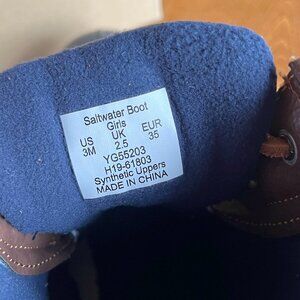 Saltwater Boot
Girls
US UK EUR
3M 2.5 35
YG55203
H19-61803
Synthetic Uppers
MADE IN CHINA